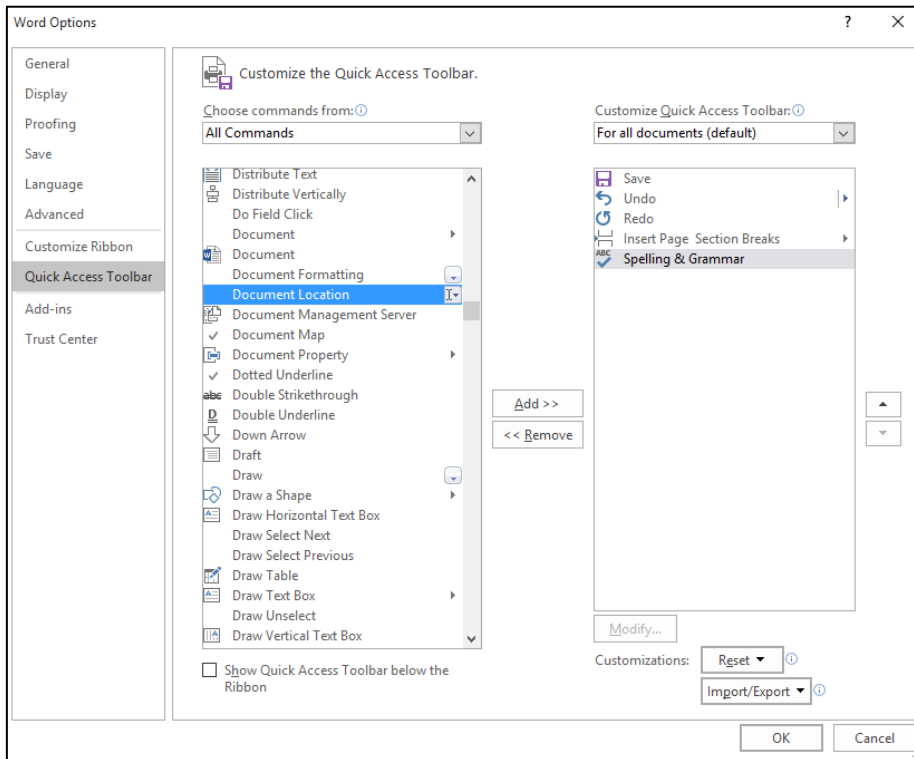 Word Options
?
General
Display
Proofing
Save
Language
Advanced
Customize Ribbon
Quick Access Toolbar
Add-ins
Trust Center
Customize the Quick Access Toolbar.
Choose commands from:
All Commands
Distribute Text
Distribute Vertically
Do Field Click
Document
Document
Document Formatting
Document Location
Document Management Server
Document Map
Document Property
Dotted Underline
abc Double Strikethrough
D Double Underline
Down Arrow
Draft
Draw
Draw a Shape
Draw Horizontal Text Box
Draw Select Next
Draw Select Previous
Draw Table
Draw Text Box
Draw Unselect
Draw Vertical Text Box
Show Quick Access Toolbar below the
Ribbon
Add >>
<< Remove
Customize Quick Access Toolbar:
For all documents (default)
Save
Undo
Redo
Insert Page  Section Breaks
ABC Spelling & Grammar
Modify...
Customizations: Reset
Import/Export
OK Cancel